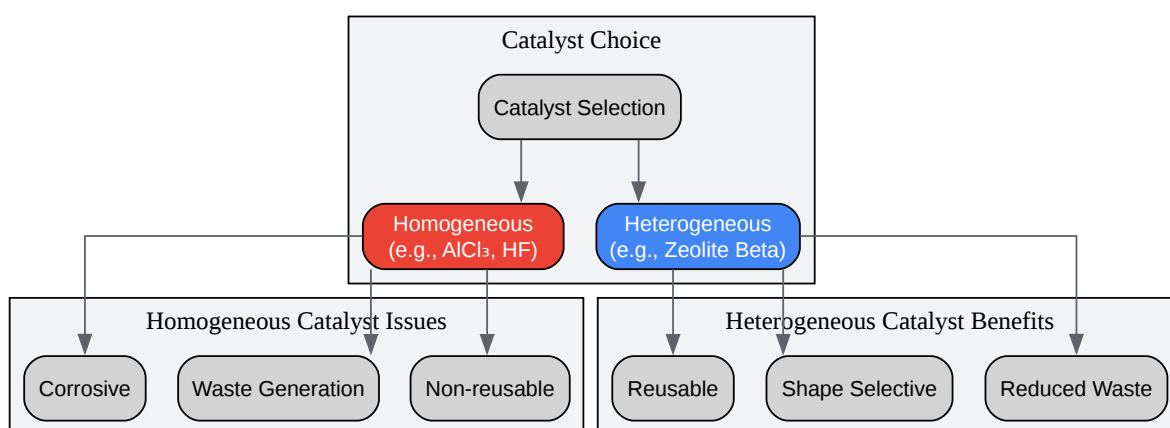 Catalyst Choice
Catalyst Selection
Homogeneous
(e.g., AlCl₃, HF)
Heterogeneous
(e.g., Zeolite Beta)
Homogeneous Catalyst Issues
Corrosive
Waste Generation
Non-reusable
Heterogeneous Catalyst Benefits
Reusable
Shape Selective
Reduced Waste